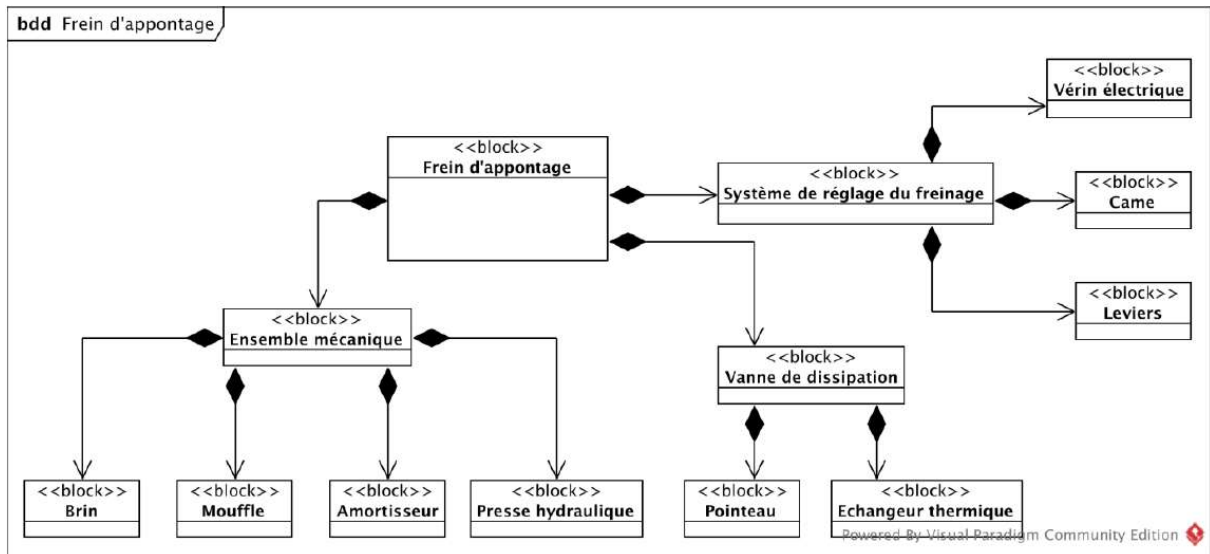 bdd Frein d'appontage
<<block>>
Vérin électrique
<<block>>
Frein d'appontage
<<block>>
Système de réglage du freinage
<<block>>
Came
<<block>>
Leviers
<<block>>
Ensemble mécanique
<<block>>
Vanne de dissipation
<<block>>
Brin
<<block>>
Mouffle
<<block>>
Amortisseur
<<block>>
Presse hydraulique
<<block>>
Pointeau
<<block>>
Echangeur thermique
Powered By Visual Paradigm Community Edition